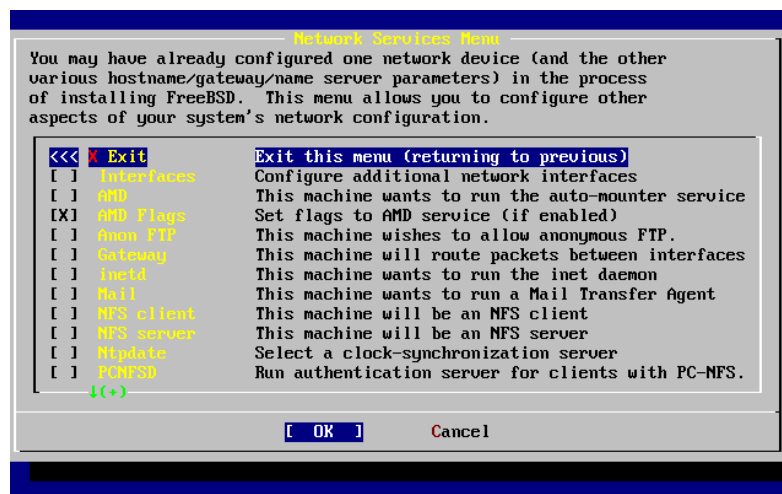 Network Services Menu
You may have already configured one network device (and the other
various hostname/gateway/name server parameters) in the process
of installing FreeBSD.  This menu allows you to configure other
aspects of your system's network configuration.
<<< X Exit Exit this menu (returning to previous)
[ ] Interfaces Configure additional network interfaces
[ ] AMD This machine wants to run the auto-mounter service
[X] AMD Flags Set flags to AMD service (if enabled)
[ ] Anon FTP This machine wishes to allow anonymous FTP.
[ ] Gateway This machine will route packets between interfaces
[ ] inetd This machine wants to run the inet daemon
[ ] Mail This machine wants to run a Mail Transfer Agent
[ ] NFS client This machine will be an NFS client
[ ] NFS server This machine will be an NFS server
[ ] Ntpdate Select a clock-synchronization server
[ ] PCNFSD Run authentication server for clients with PC-NFS.
↓(+)
[ OK ] Cancel